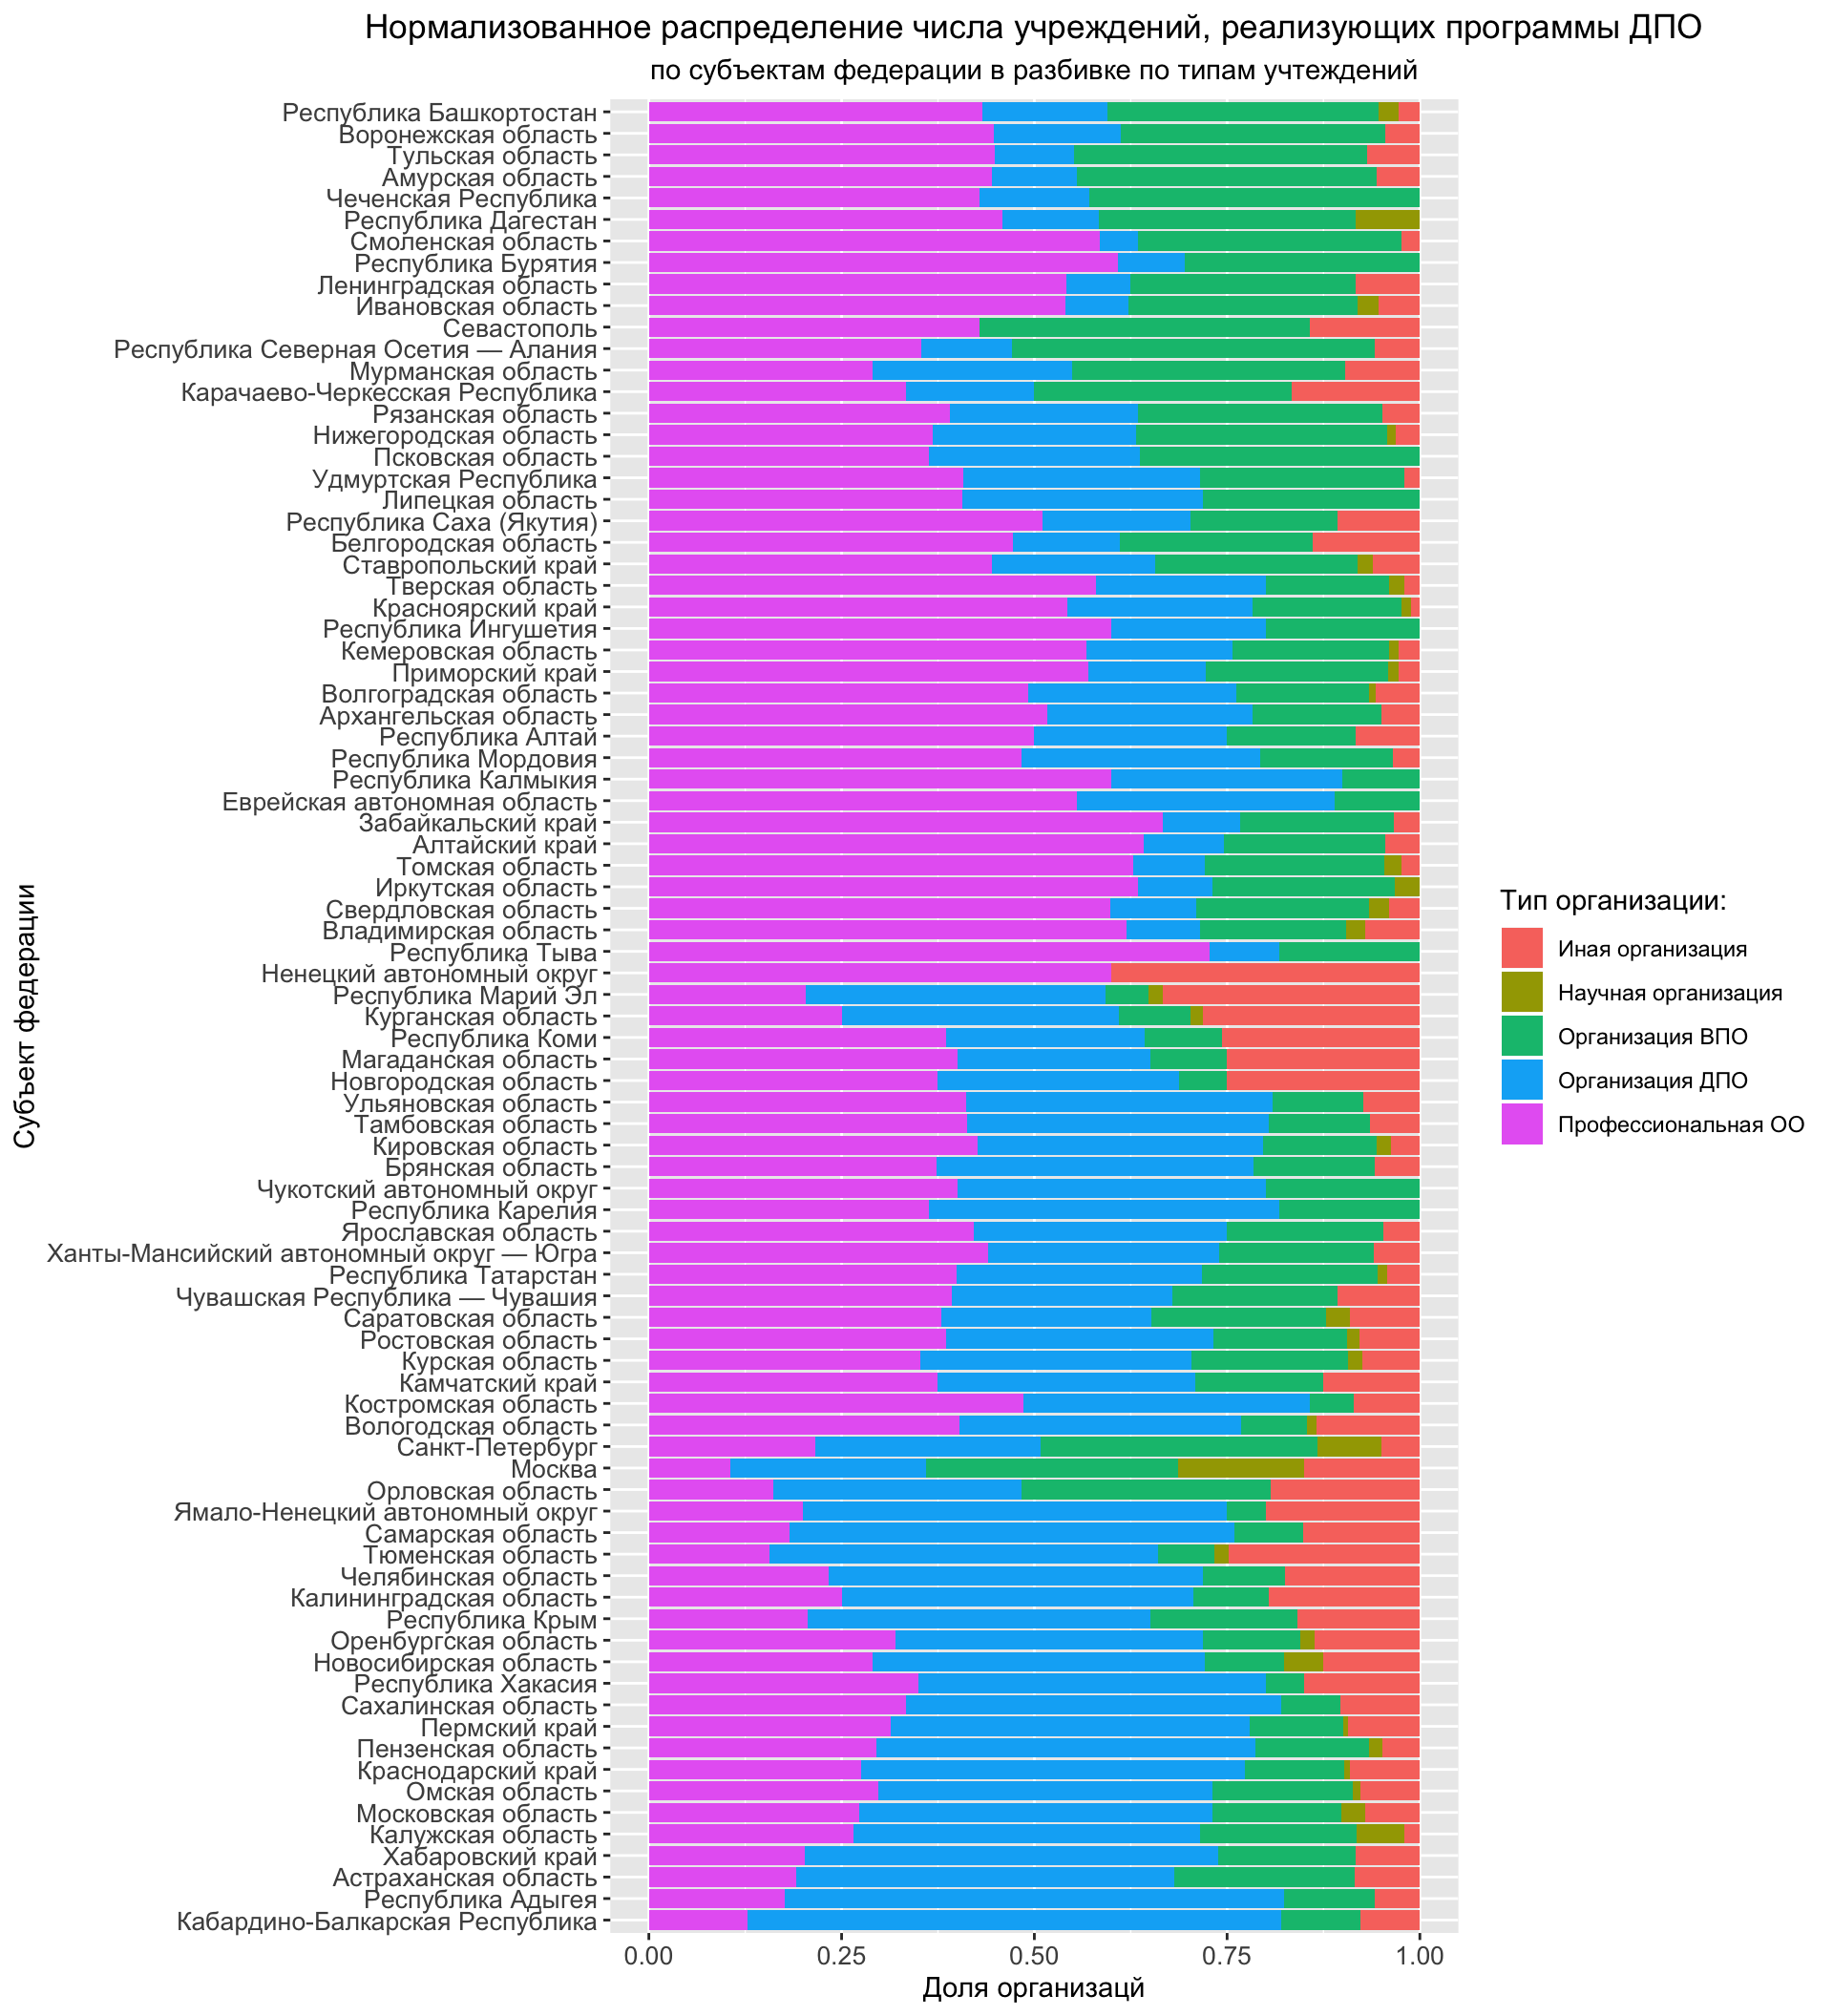 Нормализованное распределение числа учреждений, реализующих программы ДПО
по субъектам федерации в разбивке по типам учтеждений
Республика Башкортостан
Воронежская область
Тульская область
Амурская область
Чеченская Республика
Республика Дагестан
Смоленская область
Республика Бурятия
Ленинградская область
Ивановская область
Севастополь
Республика Северная Осетия — Алания
Мурманская область
Карачаево-Черкесская Республика
Рязанская область
Нижегородская область
Псковская область
Удмуртская Республика
Липецкая область
Республика Саха (Якутия)
Белгородская область
Ставропольский край
Тверская область
Красноярский край
Республика Ингушетия
Кемеровская область
Приморский край
Волгоградская область
Архангельская область
Республика Алтай
Республика Мордовия
Республика Калмыкия
Еврейская автономная область
Забайкальский край
Алтайский край
Томская область
Иркутская область
Свердловская область
Владимирская область
Республика Тыва
Ненецкий автономный округ
Республика Марий Эл
Курганская область
Республика Коми
Магаданская область
Новгородская область
Ульяновская область
Тамбовская область
Кировская область
Брянская область
Чукотский автономный округ
Республика Карелия
Ярославская область
Ханты-Мансийский автономный округ — Югра
Республика Татарстан
Чувашская Республика — Чувашия
Саратовская область
Ростовская область
Курская область
Камчатский край
Костромская область
Вологодская область
Санкт-Петербург
Москва
Орловская область
Ямало-Ненецкий автономный округ
Самарская область
Тюменская область
Челябинская область
Калининградская область
Республика Крым
Оренбургская область
Новосибирская область
Республика Хакасия
Сахалинская область
Пермский край
Пензенская область
Краснодарский край
Омская область
Московская область
Калужская область
Хабаровский край
Астраханская область
Республика Адыгея
Кабардино-Балкарская Республика
0.00 0.25 0.50 0.75 1.00
Доля организацй
Субъект федерации
Тип организации:
Иная организация
Научная организация
Организация ВПО
Организация ДПО
Профессиональная ОО